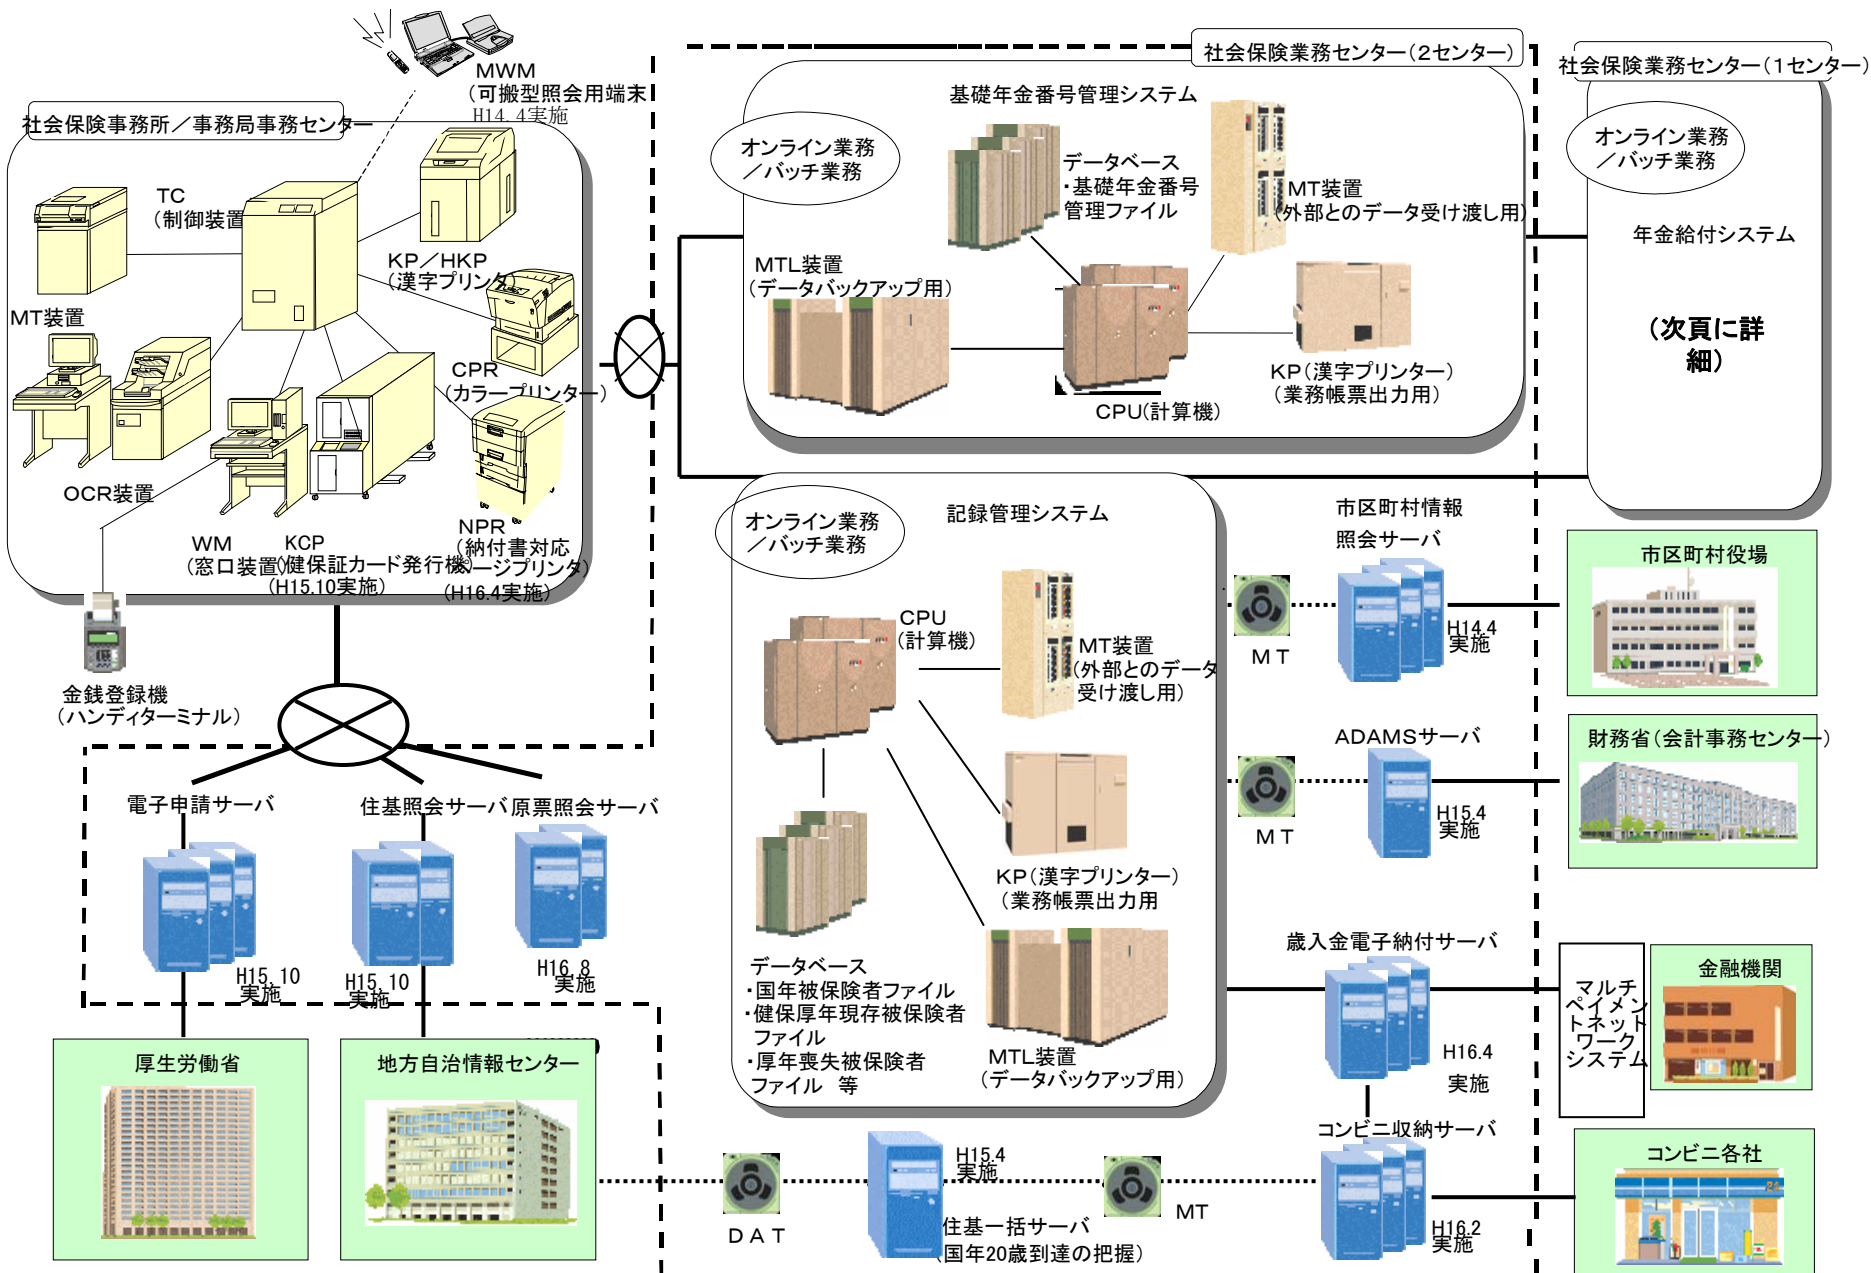 MWM
(可搬型照会用端末
H14.4実施
社会保険事務所／事務局事務センター
TC
(制御装置
KP／HKP
(漢字プリンタ
MT装置
CPR
(カラープリンター)
OCR装置
WM
(窓口装置)
KCP
(健保証カード発行機
(H15.10実施)
NPR
(納付書対応
ページプリンタ)
(H16.4実施)
金銭登録機
(ハンディターミナル)
社会保険業務センター(2センター)
オンライン業務
／バッチ業務
基礎年金番号管理システム
データベース
・基礎年金番号
管理ファイル
MT装置
(外部とのデータ受け渡し用)
MTL装置
(データバックアップ用)
CPU(計算機)
KP(漢字プリンター)
(業務帳票出力用)
社会保険業務センター(1センター)
オンライン業務
／バッチ業務
年金給付システム
(次頁に詳
細)
オンライン業務
／バッチ業務
記録管理システム
CPU
(計算機)
MT装置
(外部とのデータ
受け渡し用)
KP(漢字プリンター)
(業務帳票出力用
データベース
・国年被保険者ファイル
・健保厚年現存被保険者
ファイル
・厚年喪失被保険者
ファイル 等
MTL装置
(データバックアップ用)
市区町村情報
照会サーバ
MT
H14.4
実施
市区町村役場
ADAMSサーバ
MT
H15.4
実施
財務省(会計事務センター)
歳入金電子納付サーバ
H16.4
実施
マルチ
ペイメン
トネット
ワーク
システム
金融機関
コンビニ収納サーバ
H16.2
実施
コンビニ各社
電子申請サーバ
H15.10
実施
住基照会サーバ
H15.10
実施
原票照会サーバ
H16.8
実施
厚生労働省
地方自治情報センター
DAT
H15.4
実施
住基一括サーバ
(国年20歳到達の把握)
MT